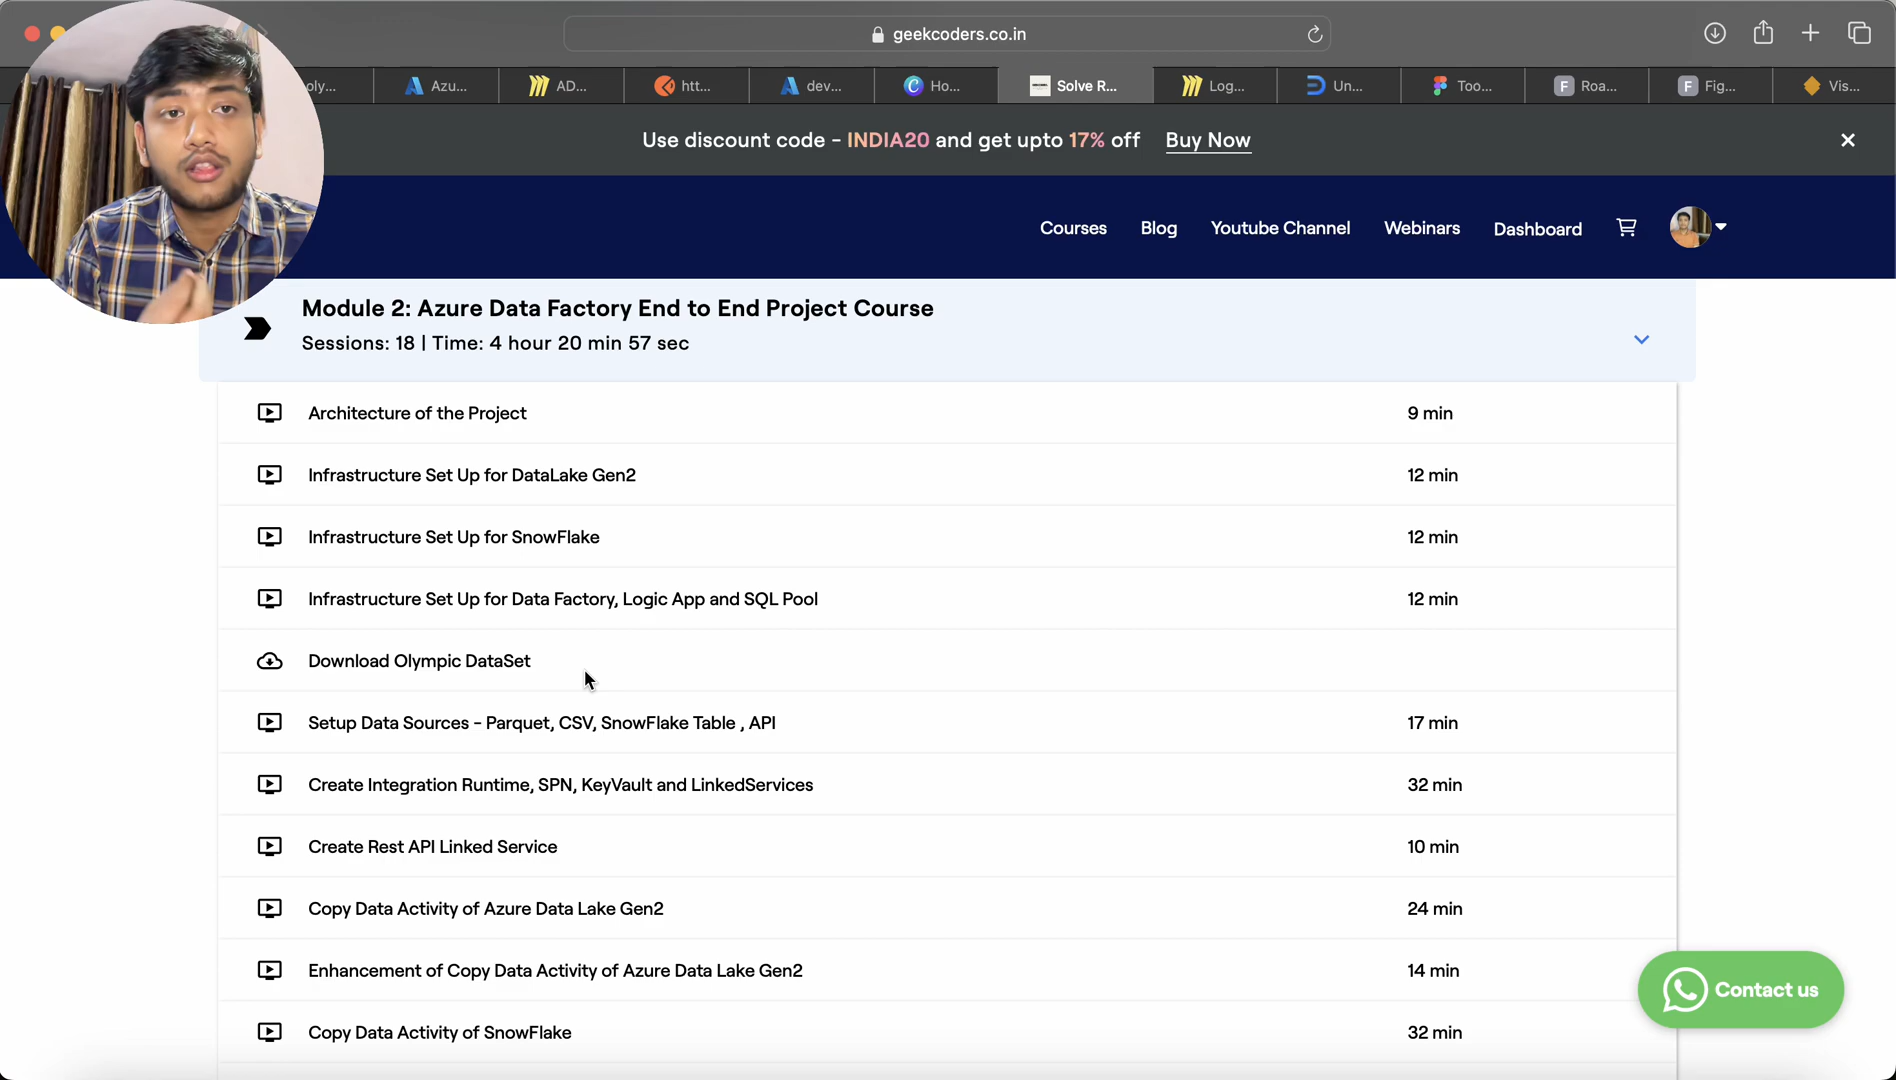 geekcoders.co.in
oly...
Azu...
AD...
htt...
dev...
Ho...
Solve R...
Log...
Un...
Too...
Roa...
Fig...
Vis...
Use discount code - INDIA20 and get upto 17% off Buy Now
Courses
Blog
Youtube Channel
Webinars
Dashboard
Module 2: Azure Data Factory End to End Project Course
Sessions: 18 | Time: 4 hour 20 min 57 sec
Architecture of the Project 9 min
Infrastructure Set Up for DataLake Gen2 12 min
Infrastructure Set Up for SnowFlake 12 min
Infrastructure Set Up for Data Factory, Logic App and SQL Pool 12 min
Download Olympic DataSet
Setup Data Sources - Parquet, CSV, SnowFlake Table , API 17 min
Create Integration Runtime, SPN, KeyVault and LinkedServices 32 min
Create Rest API Linked Service 10 min
Copy Data Activity of Azure Data Lake Gen2 24 min
Enhancement of Copy Data Activity of Azure Data Lake Gen2 14 min
Contact us
Copy Data Activity of SnowFlake 32 min